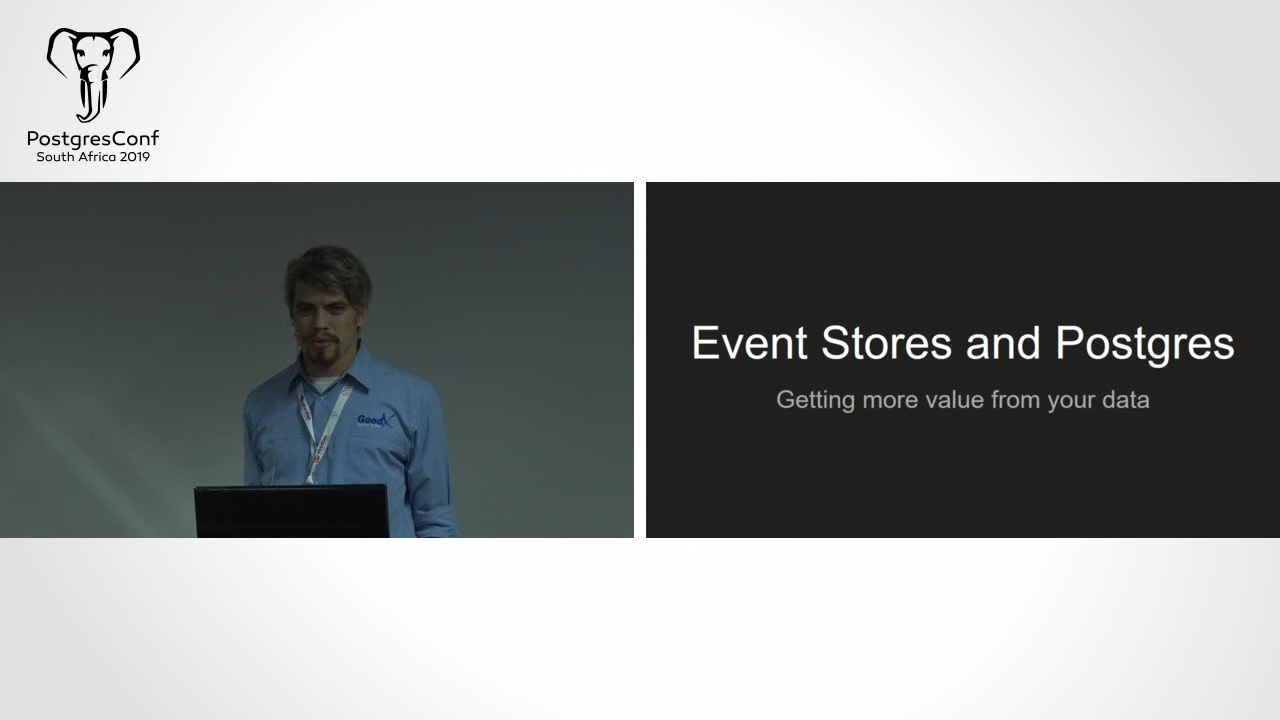 PostgresConf
South Africa 2019
GoodX
Event Stores and Postgres
Getting more value from your data